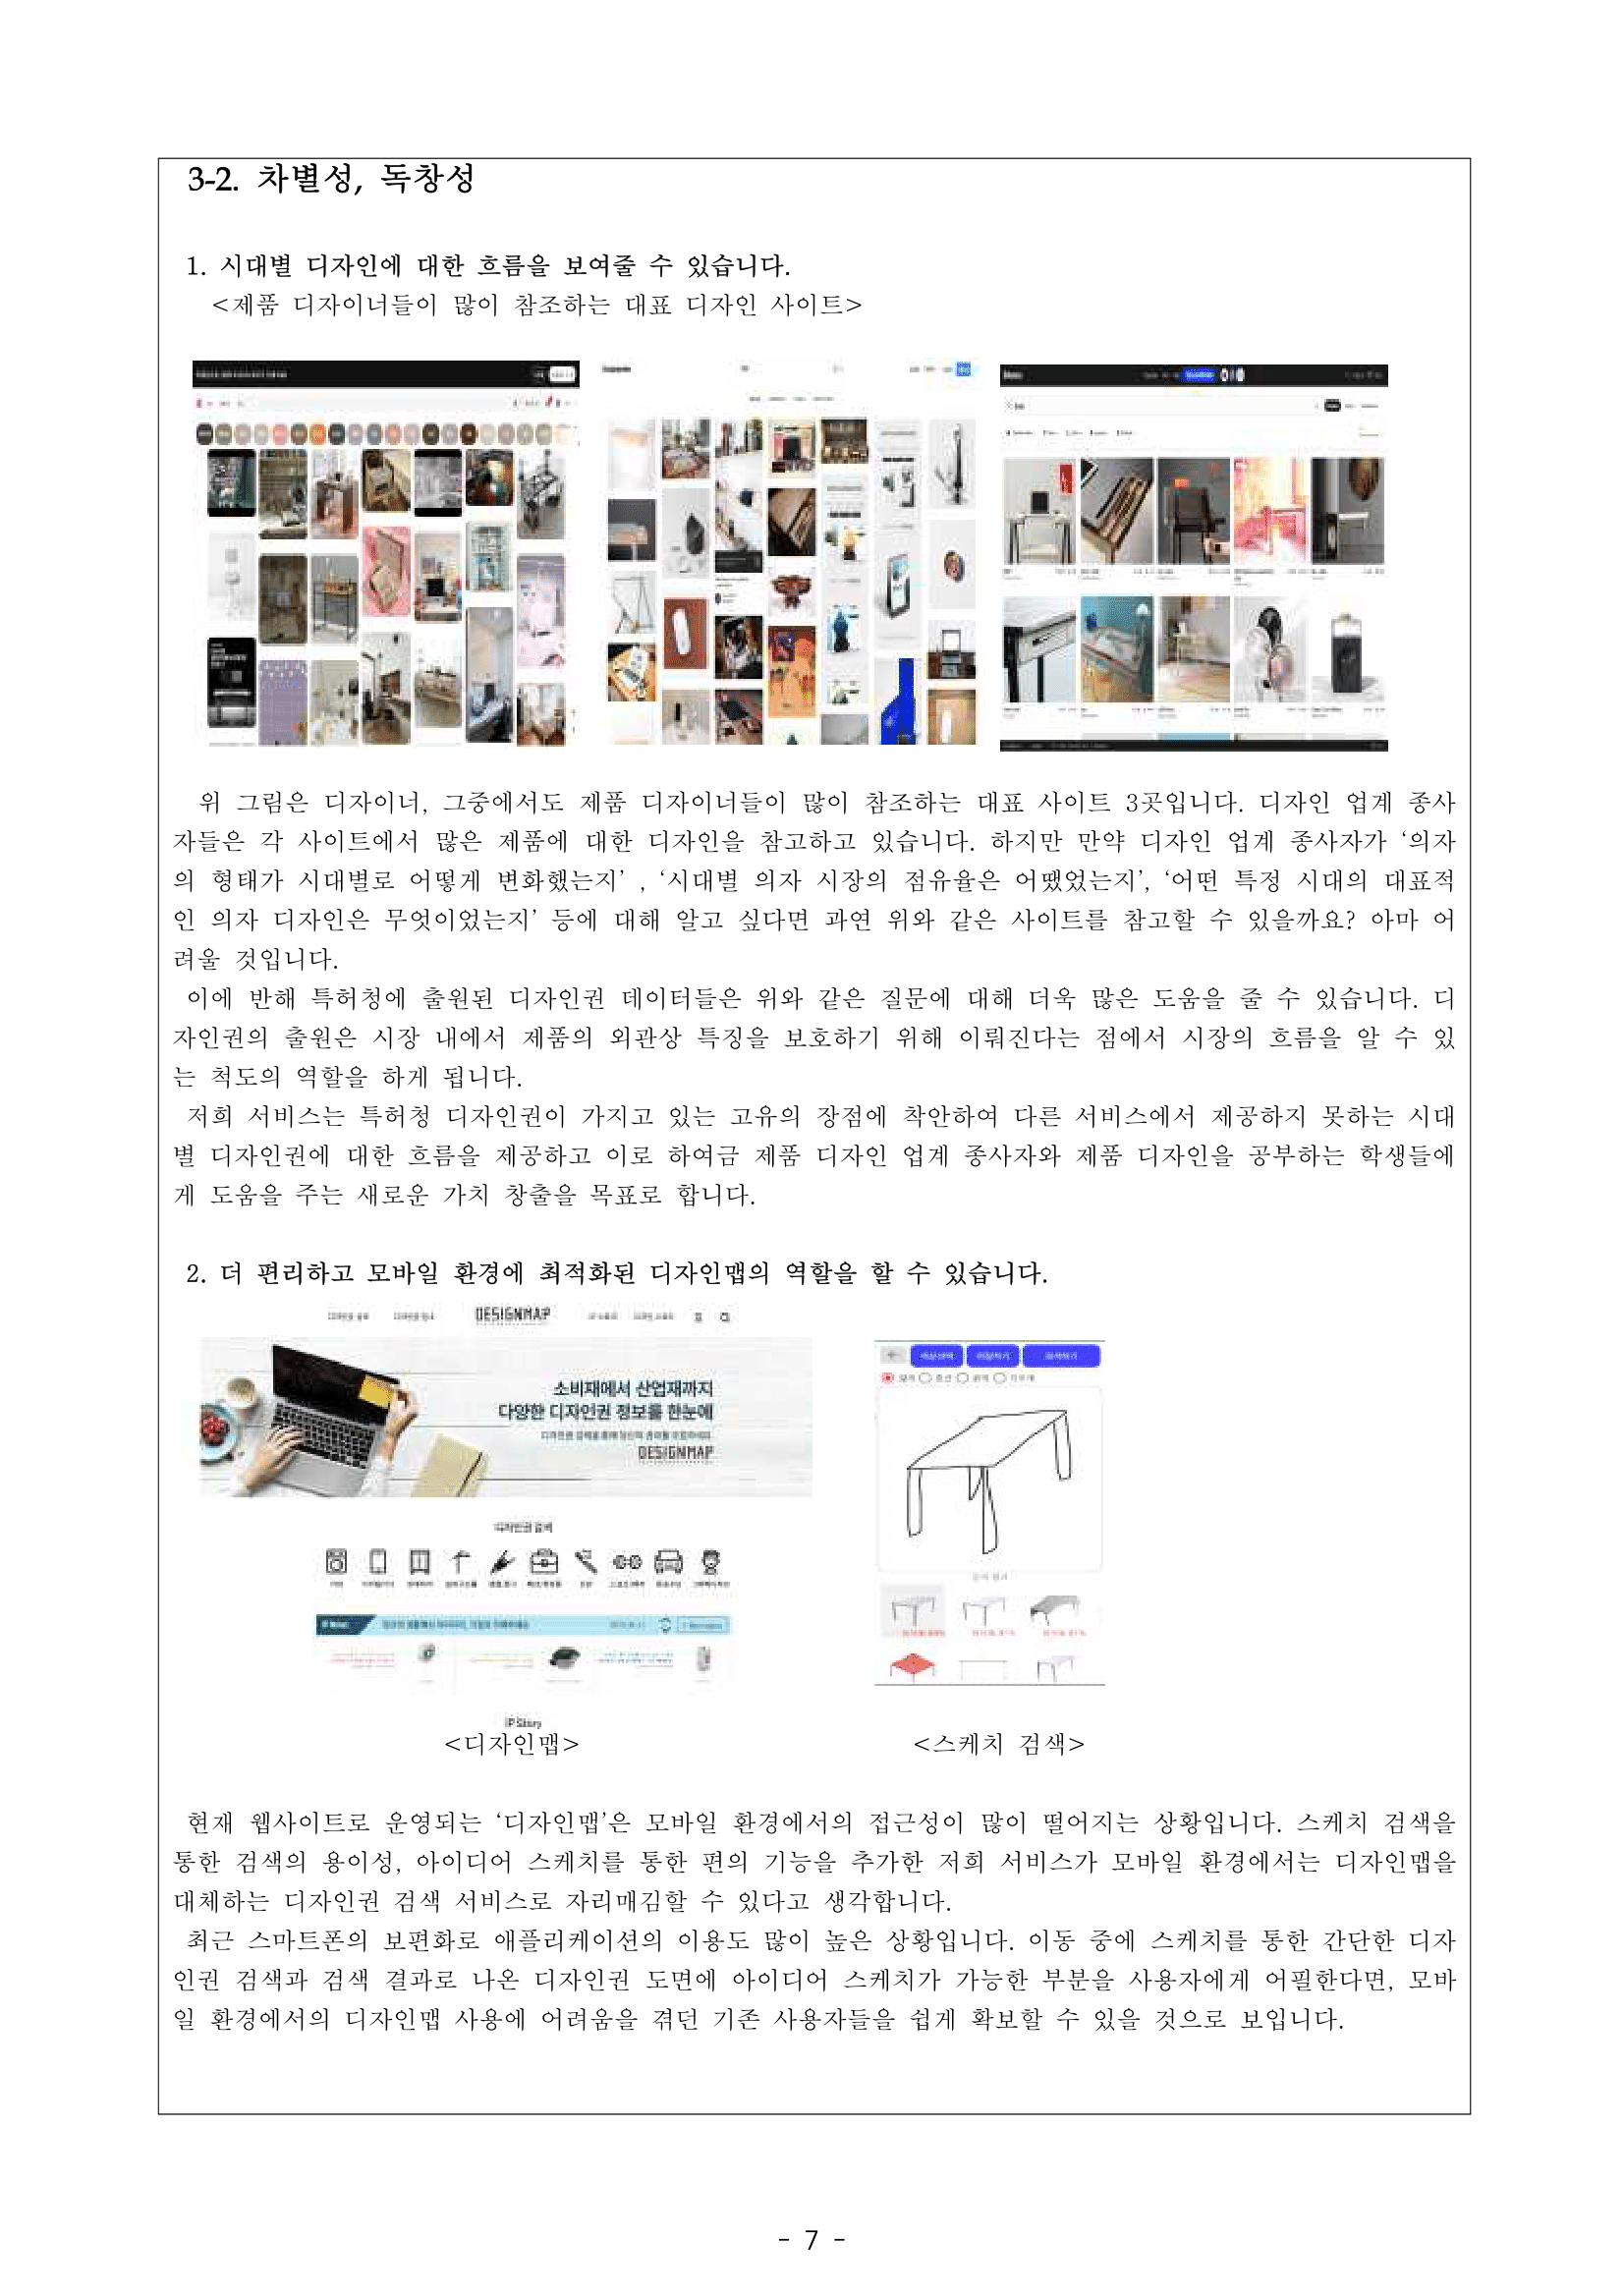 3-2. 차별성, 독창성
1. 시대별 디자인에 대한 흐름을 보여줄 수 있습니다.
<제품 디자이너들이 많이 참조하는 대표 디자인 사이트>
위 그림은 디자이너, 그중에서도 제품 디자이너들이 많이 참조하는 대표 사이트 3곳입니다. 디자인 업계 종사
자들은 각 사이트에서 많은 제품에 대한 디자인을 참고하고 있습니다. 하지만 만약 디자인 업계 종사자가 ‘의자
의 형태가 시대별로 어떻게 변화했는지’ , ‘시대별 의자 시장의 점유율은 어땠었는지’, ‘어떤 특정 시대의 대표적
인 의자 디자인은 무엇이었는지’ 등에 대해 알고 싶다면 과연 위와 같은 사이트를 참고할 수 있을까요? 아마 어
려울 것입니다.
이에 반해 특허청에 출원된 디자인권 데이터들은 위와 같은 질문에 대해 더욱 많은 도움을 줄 수 있습니다. 디
자인권의 출원은 시장 내에서 제품의 외관상 특징을 보호하기 위해 이뤄진다는 점에서 시장의 흐름을 알 수 있
는 척도의 역할을 하게 됩니다.
저희 서비스는 특허청 디자인권이 가지고 있는 고유의 장점에 착안하여 다른 서비스에서 제공하지 못하는 시대
별 디자인권에 대한 흐름을 제공하고 이로 하여금 제품 디자인 업계 종사자와 제품 디자인을 공부하는 학생들에
게 도움을 주는 새로운 가치 창출을 목표로 합니다.
2. 더 편리하고 모바일 환경에 최적화된 디자인맵의 역할을 할 수 있습니다.
DESIGNMAP
소비재에서 산업재까지
다양한 디자인권 정보를 한눈에
DESIGNMAP
디자인권 검색
IP Story
<디자인맵> <스케치 검색>
현재 웹사이트로 운영되는 ‘디자인맵’은 모바일 환경에서의 접근성이 많이 떨어지는 상황입니다. 스케치 검색을
통한 검색의 용이성, 아이디어 스케치를 통한 편의 기능을 추가한 저희 서비스가 모바일 환경에서는 디자인맵을
대체하는 디자인권 검색 서비스로 자리매김할 수 있다고 생각합니다.
최근 스마트폰의 보편화로 애플리케이션의 이용도 많이 높은 상황입니다. 이동 중에 스케치를 통한 간단한 디자
인권 검색과 검색 결과로 나온 디자인권 도면에 아이디어 스케치가 가능한 부분을 사용자에게 어필한다면, 모바
일 환경에서의 디자인맵 사용에 어려움을 겪던 기존 사용자들을 쉽게 확보할 수 있을 것으로 보입니다.
- 7 -